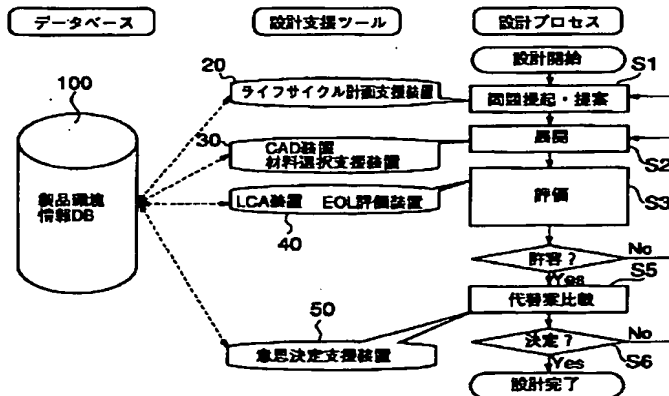 データベース
設計支援ツール
設計プロセス
設計開始
S1
20
ライフサイクル計画支援装置
問題提起・提案
100
30
CAD装置
材料選択支援装置
展開
S2
製品環境
情報DB
LCA装置 EOL評価装置
40
評価
S3
許容?
No
Yes
S5
代替案比較
50
意思決定支援装置
決定?
No
S6
Yes
設計完了